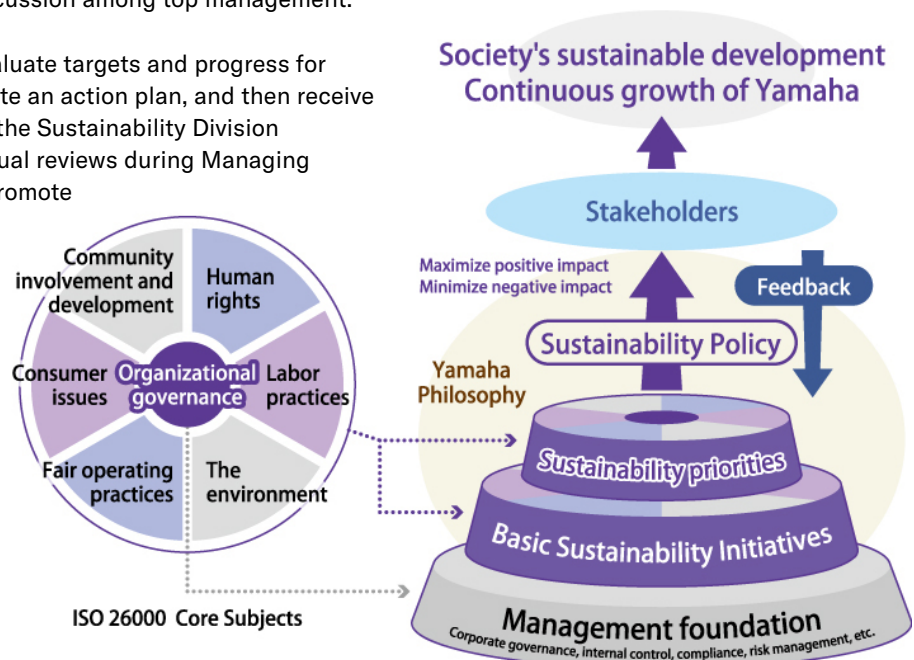 cussion among top management.
aluate targets and progress for
te an action plan, and then receive
the Sustainability Division
ual reviews during Managing
romote
Society's sustainable development
Continuous growth of Yamaha
Stakeholders
Maximize positive impact
Minimize negative impact
Feedback
Sustainability Policy
Yamaha
Philosophy
Sustainability priorities
Basic Sustainability Initiatives
Management foundation
Corporate governance, internal control, compliance, risk management, etc.
Community
involvement and
development
Human
rights
Consumer
issues
Organizational
governance
Labor
practices
Fair operating
practices
The
environment
ISO 26000 Core Subjects